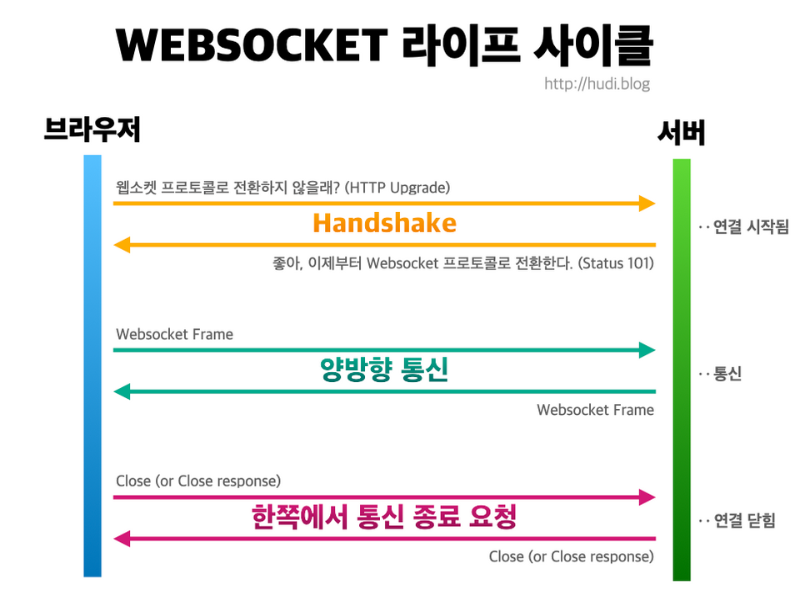 WEBSOCKET 라이프 사이클
http://hudi.blog
브라우저
서버
웹소켓 프로토콜로 전환하지 않을래? (HTTP Upgrade)
Handshake
·· 연결 시작됨
좋아, 이제부터 Websocket 프로토콜로 전환한다. (Status 101)
Websocket Frame
양방향 통신
·· 통신
Websocket Frame
Close (or Close response)
한쪽에서 통신 종료 요청
·· 연결 닫힘
Close (or Close response)